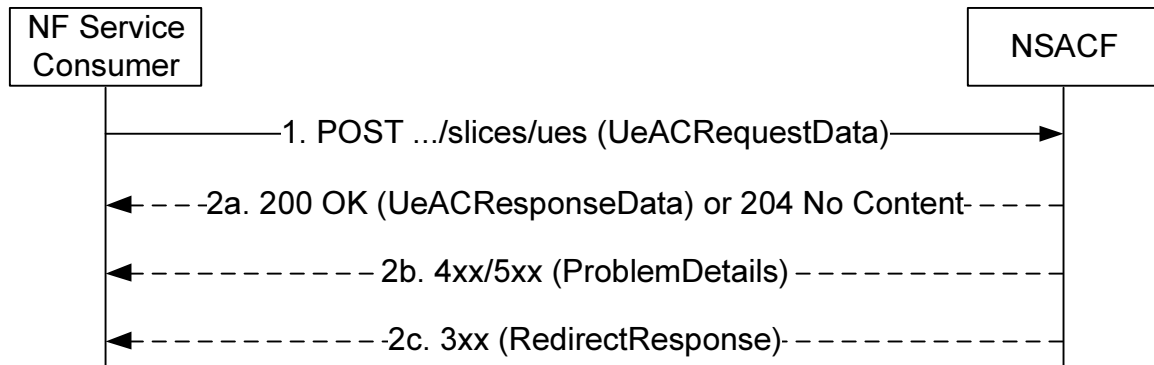 NF Service
Consumer
NSACF
1. POST .../slices/ues (UeACRequestData)
2a. 200 OK (UeACResponseData) or 204 No Content
2b. 4xx/5xx (ProblemDetails)
2c. 3xx (RedirectResponse)